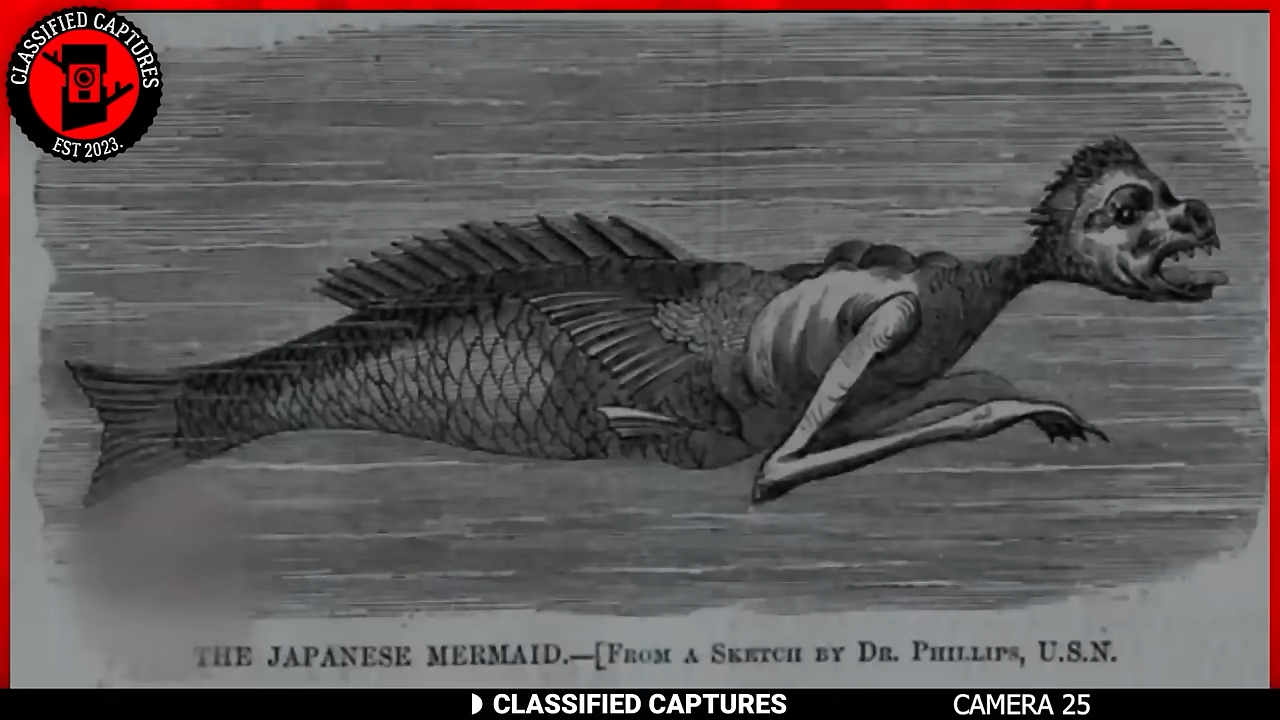 CLASSIFIED CAPTURES
EST 2023.
THE JAPANESE MERMAID.—[FROM A SKETCH BY DR. PHILLIPS, U.S.N.
CLASSIFIED CAPTURES
CAMERA 25